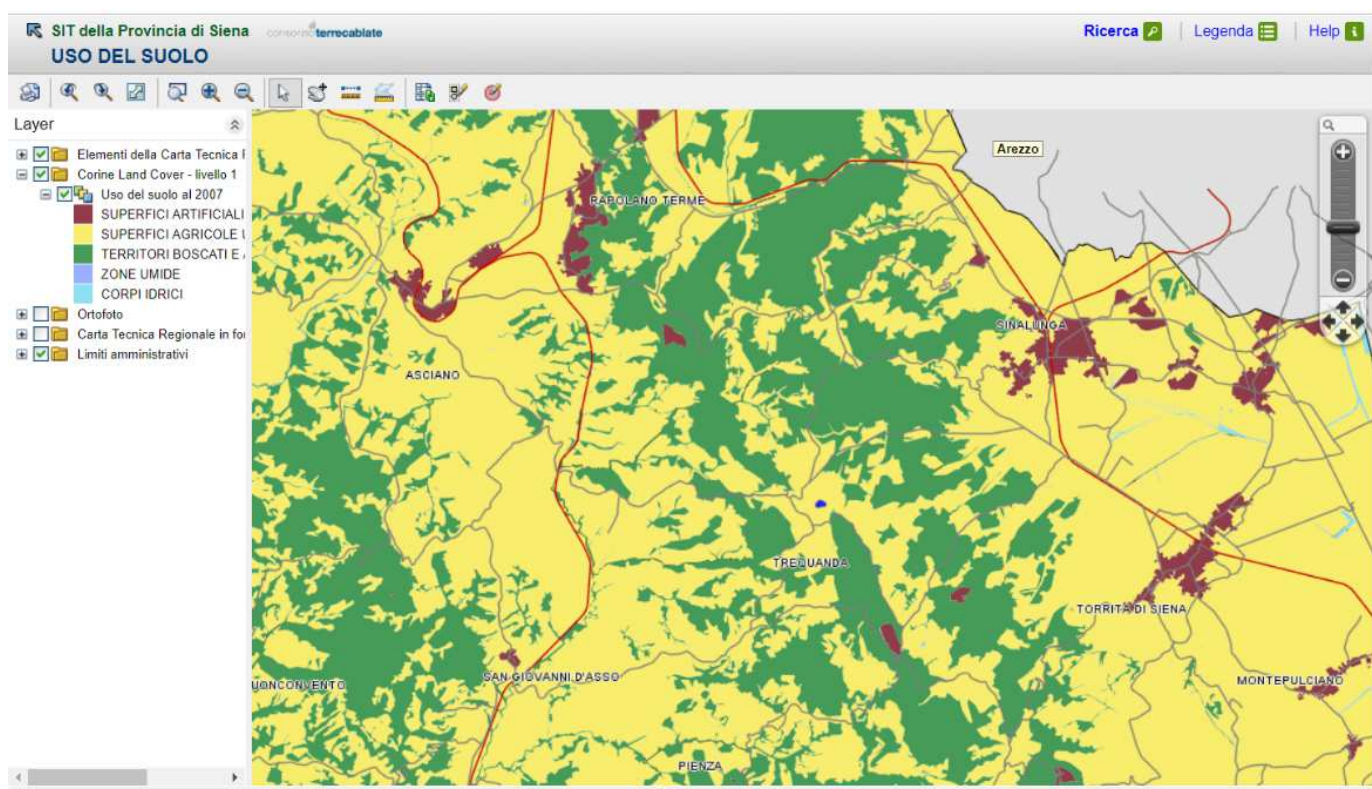 SIT della Provincia di Siena
consorzio terrecablate
Ricerca
Legenda
Help
USO DEL SUOLO
Layer
Elementi della Carta Tecnica
Corine Land Cover - livello 1
Uso del suolo al 2007
SUPERFICI ARTIFICIALI
SUPERFICI AGRICOLE
TERRITORI BOSCATI E
ZONE UMIDE
CORPI IDRICI
Ortofoto
Carta Tecnica Regionale in
Limiti amministrativi
Arezzo
RAPOLANO TERME
SINALUNGA
ASCIANO
TREQUANDA
TORRITA DI SIENA
SAN GIOVANNI D'ASSO
UONCONVENTO
MONTEPULCIANO
PIENZA